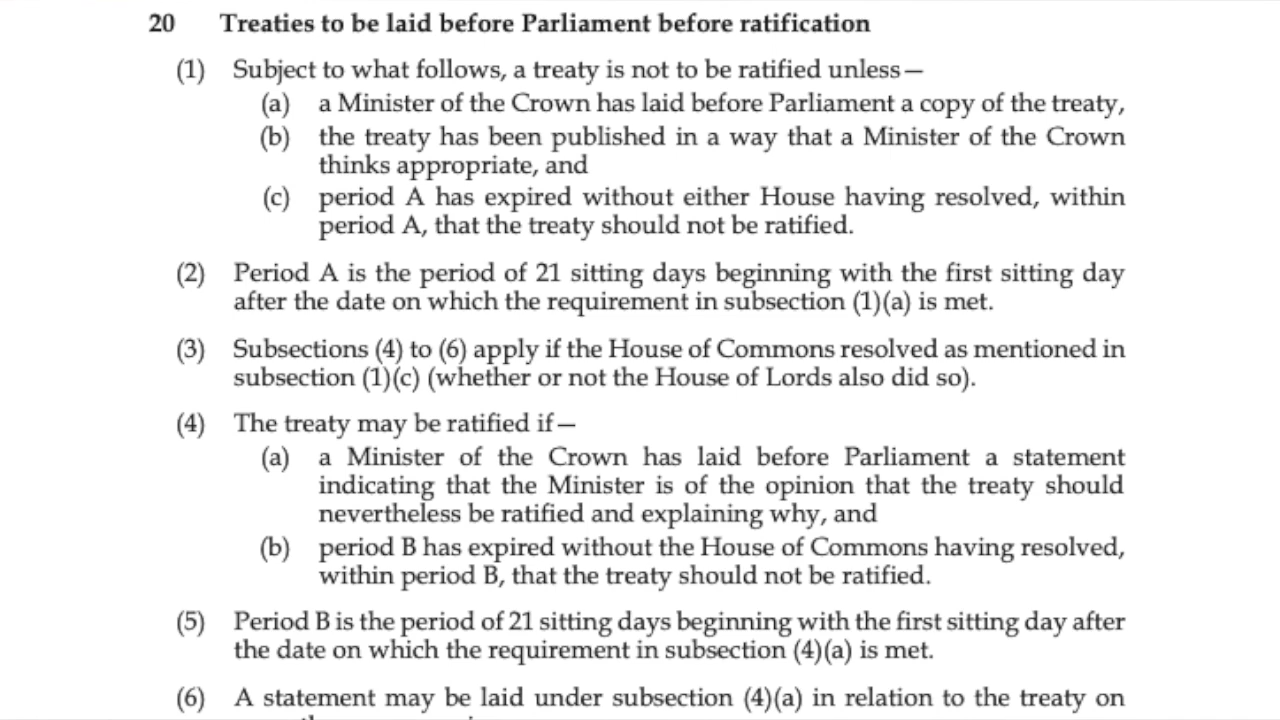 20 Treaties to be laid before Parliament before ratification
(1) Subject to what follows, a treaty is not to be ratified unless—
(a) a Minister of the Crown has laid before Parliament a copy of the treaty,
(b) the treaty has been published in a way that a Minister of the Crown
thinks appropriate, and
(c) period A has expired without either House having resolved, within
period A, that the treaty should not be ratified.
(2) Period A is the period of 21 sitting days beginning with the first sitting day
after the date on which the requirement in subsection (1)(a) is met.
(3) Subsections (4) to (6) apply if the House of Commons resolved as mentioned in
subsection (1)(c) (whether or not the House of Lords also did so).
(4) The treaty may be ratified if—
(a) a Minister of the Crown has laid before Parliament a statement
indicating that the Minister is of the opinion that the treaty should
nevertheless be ratified and explaining why, and
(b) period B has expired without the House of Commons having resolved,
within period B, that the treaty should not be ratified.
(5) Period B is the period of 21 sitting days beginning with the first sitting day after
the date on which the requirement in subsection (4)(a) is met.
(6) A statement may be laid under subsection (4)(a) in relation to the treaty on